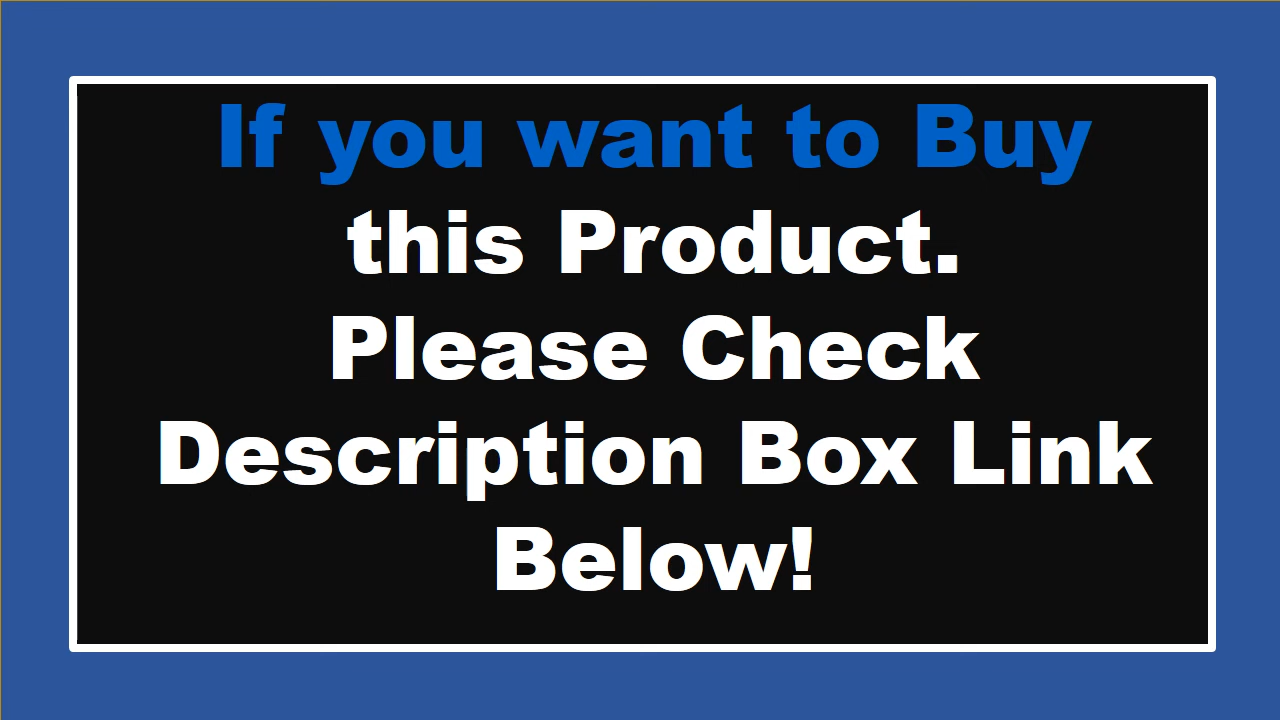 If you want to Buy
this Product.
Please Check
Description Box Link
Below!